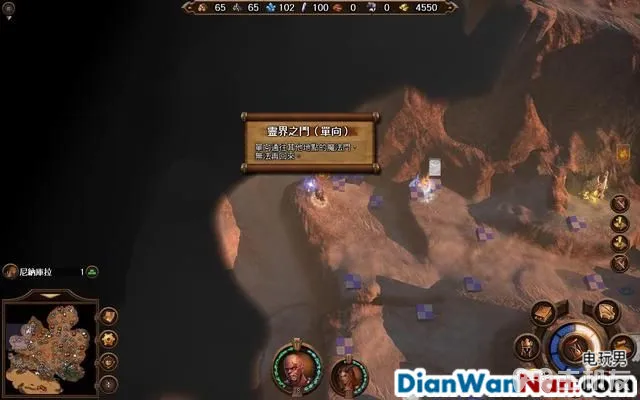 65 65 102 100 0 0 4550
靈界之門（單向）
單向通往其他地點的魔法門。
無法再回來。
尼納庫拉 1
电玩男
DianWanNan.com